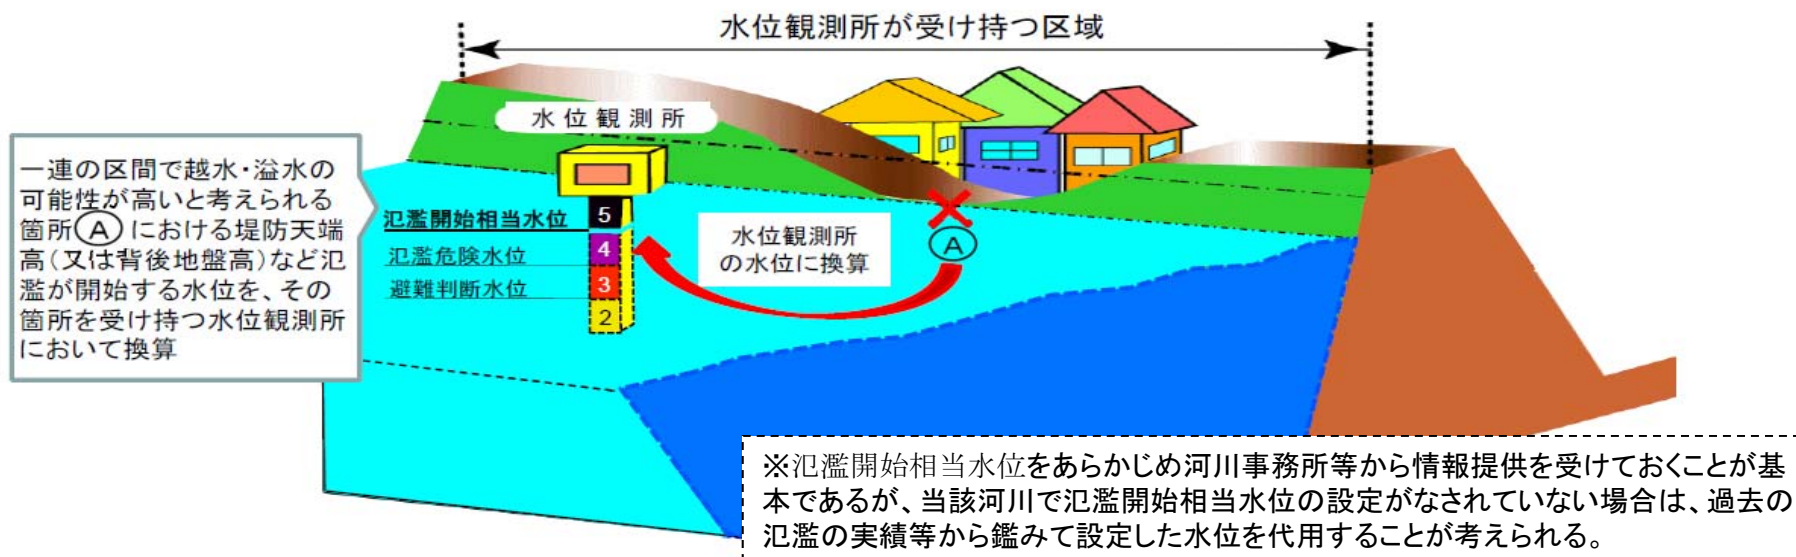 水位観測所が受け持つ区域
水位観測所
一連の区間で越水・溢水の
可能性が高いと考えられる
箇所Ⓐにおける堤防天端
高(又は背後地盤高)など氾
濫が開始する水位を、その
箇所を受け持つ水位観測所
において換算
氾濫開始相当水位
5
氾濫危険水位
4
避難判断水位
3
2
水位観測所
の水位に換算
A
※氾濫開始相当水位をあらかじめ河川事務所等から情報提供を受けておくことが基
本であるが、当該河川で氾濫開始相当水位の設定がなされていない場合は、過去の
氾濫の実績等から鑑みて設定した水位を代用することが考えられる。